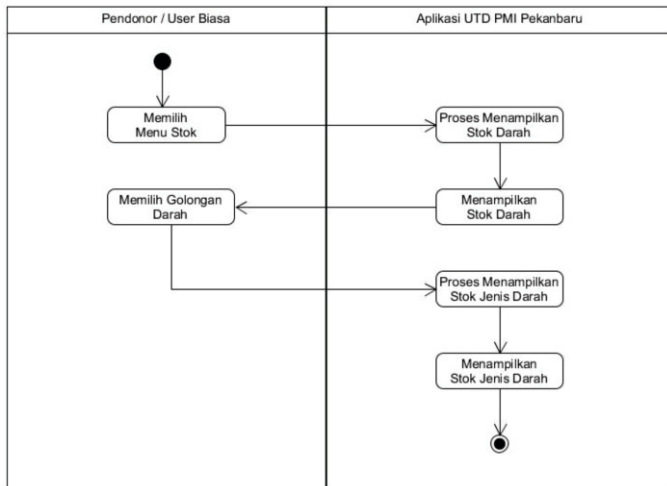 Pendonor / User Biasa
Aplikasi UTD PMI Pekanbaru
Memilih
Menu Stok
Proses Menampilkan
Stok Darah
Memilih Golongan
Darah
Menampilkan
Stok Darah
Proses Menampilkan
Stok Jenis Darah
Menampilkan
Stok Jenis Darah